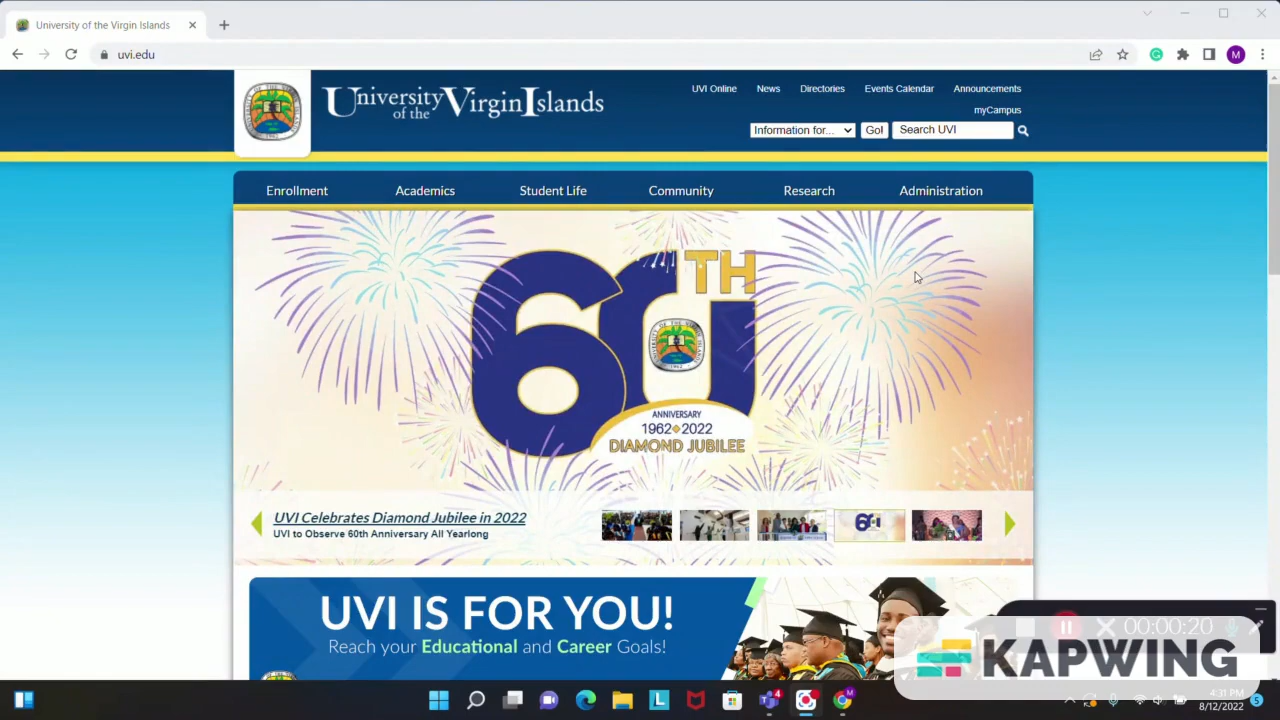 University of the Virgin Islands
uvi.edu
M
University of the Virgin Islands
UVI Online News Directories Events Calendar Announcements
myCampus
Information for... Go! Search UVI
Enrollment Academics Student Life Community Research Administration
60TH
ANNIVERSARY
1962 2022
DIAMOND JUBILEE
UVI Celebrates Diamond Jubilee in 2022
UVI to Observe 60th Anniversary All Yearlong
UVI IS FOR YOU!
Reach your Educational and Career Goals!
00:00:20
KAPWING
4:31 PM
8/12/2022